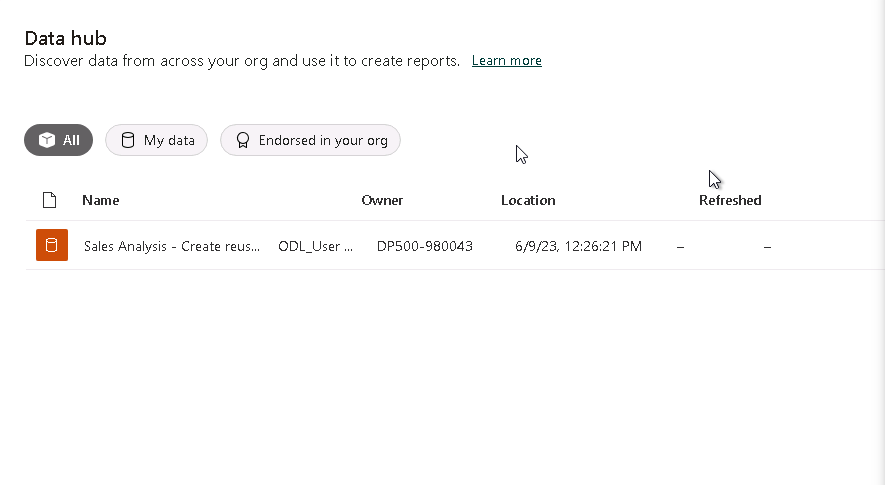 Data hub
Discover data from across your org and use it to create reports. Learn more
All My data Endorsed in your org
Name Owner Location Refreshed
Sales Analysis - Create reus... ODL_User ... DP500-980043 6/9/23, 12:26:21 PM – –